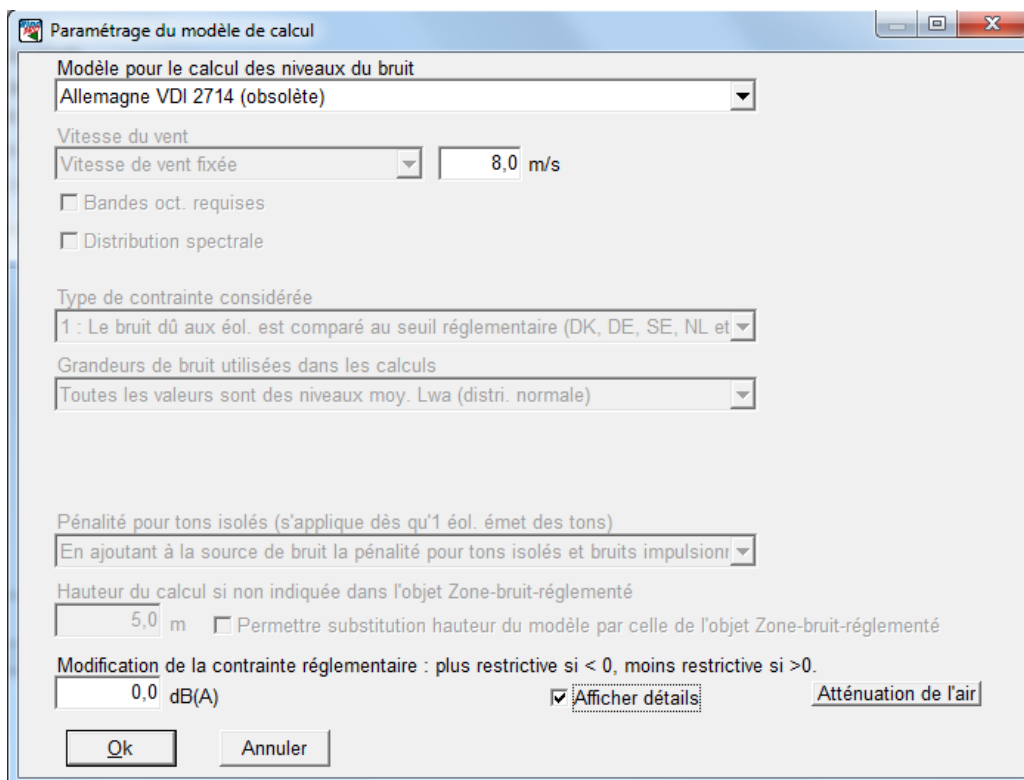 Paramétrage du modèle de calcul
Modèle pour le calcul des niveaux du bruit
Allemagne VDI 2714 (obsolète)
Vitesse du vent
Vitesse de vent fixée 8,0 m/s
Bandes oct. requises
Distribution spectrale
Type de contrainte considérée
1 : Le bruit dû aux éol. est comparé au seuil réglementaire (DK, DE, SE, NL et
Grandeurs de bruit utilisées dans les calculs
Toutes les valeurs sont des niveaux moy. Lwa (distri. normale)
Pénalité pour tons isolés (s'applique dès qu'1 éol. émet des tons)
En ajoutant à la source de bruit la pénalité pour tons isolés et bruits impulsionn
Hauteur du calcul si non indiquée dans l'objet Zone-bruit-réglementé
5,0 m Permettre substitution hauteur du modèle par celle de l'objet Zone-bruit-réglementé
Modification de la contrainte réglementaire : plus restrictive si < 0, moins restrictive si >0.
0,0 dB(A) Afficher détails Atténuation de l'air
Ok Annuler